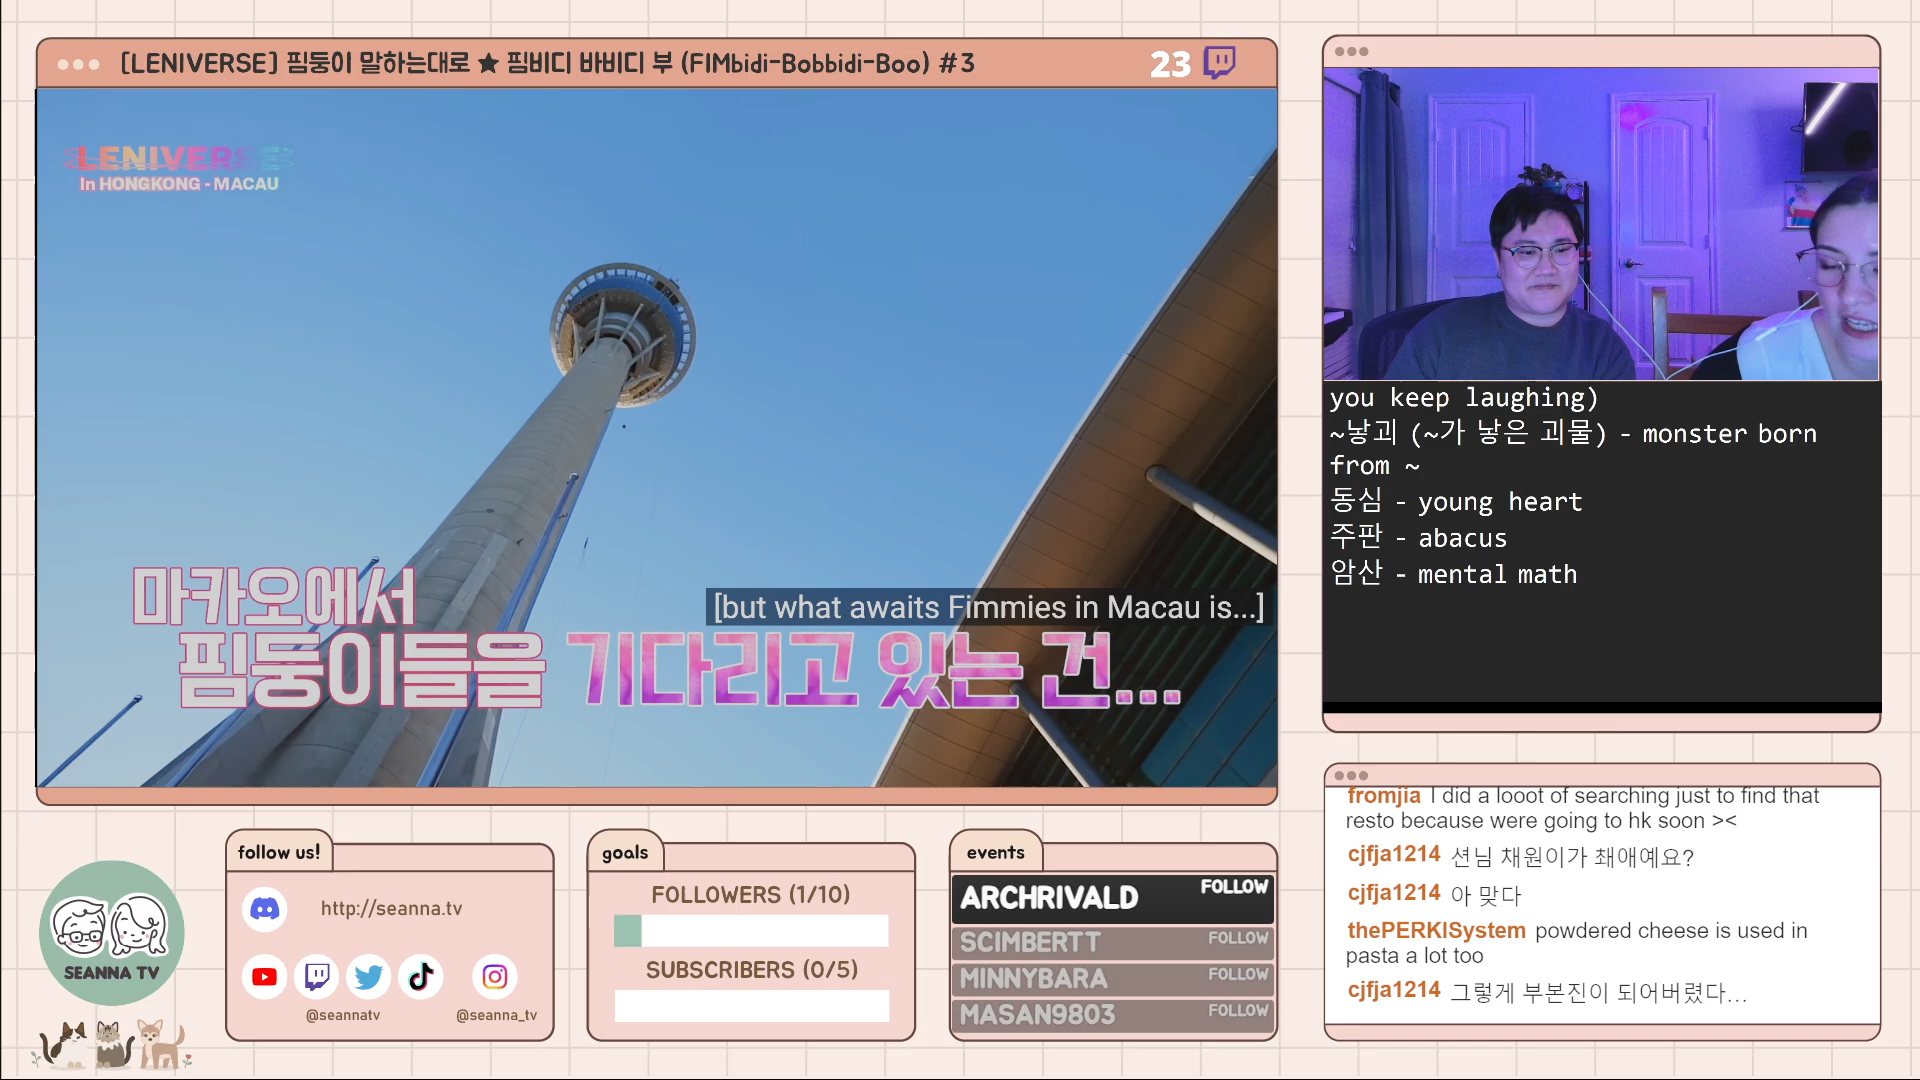 [LENIVERSE] 핌둥이 말하는대로 ★ 핌비디 바비디 부 (FIMbidi-Bobbidi-Boo) #3
23
LENIVERSE
In HONGKONG - MACAU
[but what awaits Fimmies in Macau is...]
마카오에서
핌둥이들을 기다리고 있는 건...
you keep laughing)
~낳괴 (~가 낳은 괴물) - monster born
from ~
동심 - young heart
주판 - abacus
암산 - mental math
fromjia I did a looot of searching just to find that
resto because were going to hk soon ><
cjfja1214 션님 채원이가 쵀애예요?
cjfja1214 아 맞다
thePERKISystem powdered cheese is used in
pasta a lot too
cjfja1214 그렇게 부본진이 되어버렸다...
SEANNA TV
follow us!
http://seanna.tv
@seannatv
@seanna_tv
goals
FOLLOWERS (1/10)
SUBSCRIBERS (0/5)
events
ARCHRIVALD FOLLOW
SCIMBERTT FOLLOW
MINNYBARA FOLLOW
MASAN9803 FOLLOW